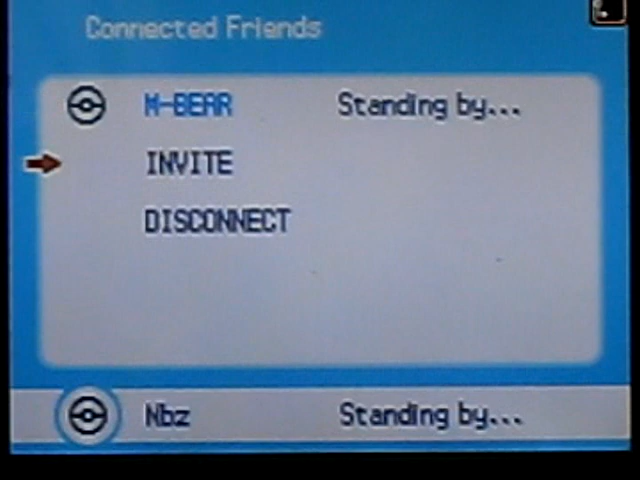 Connected Friends
M-BEAR Standing by...
INVITE
DISCONNECT
Nbz Standing by...